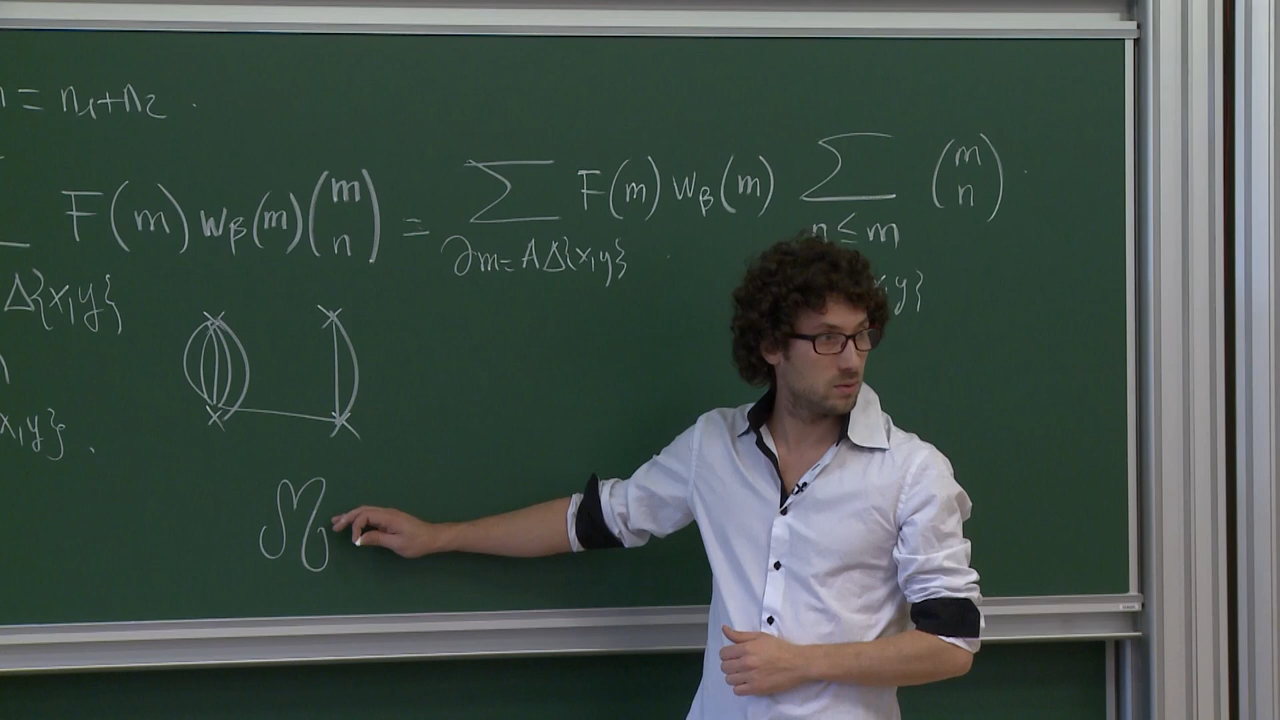 = n₁+n₂ .
F(m) w_β(m) (m n) = ∑ F(m) w_β(m) ∑ (m n) .
Δ{x,y} ∂m = A Δ{x,y} n ≤ m
,y}
x,y} .
𝓜